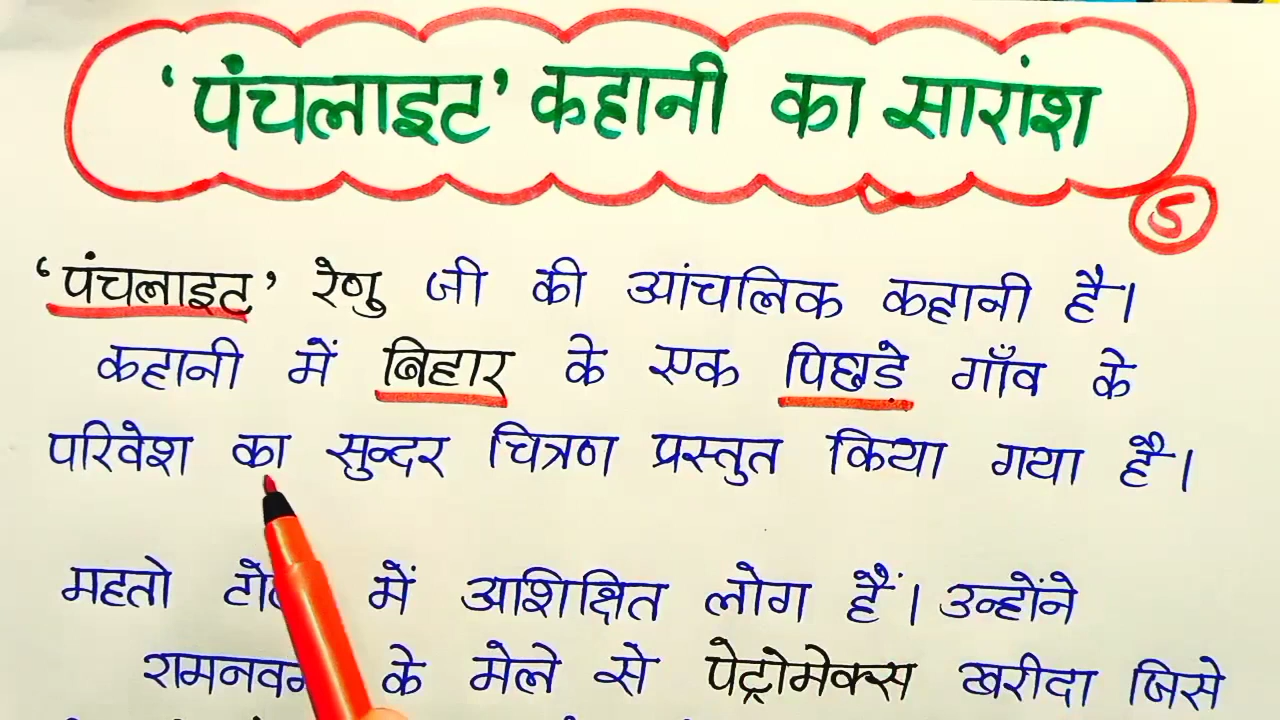 ‘पंचलाइट’ कहानी का सारांश
5
‘पंचलाइट’ रेणु जी की आंचलिक कहानी है।
कहानी में बिहार के एक पिछड़े गाँव के
परिवेश का सुन्दर चित्रण प्रस्तुत किया गया है।
महतो में अशिक्षित लोग हैं। उन्होंने
के मेले से पेट्रोमेक्स खरीदा जिसे